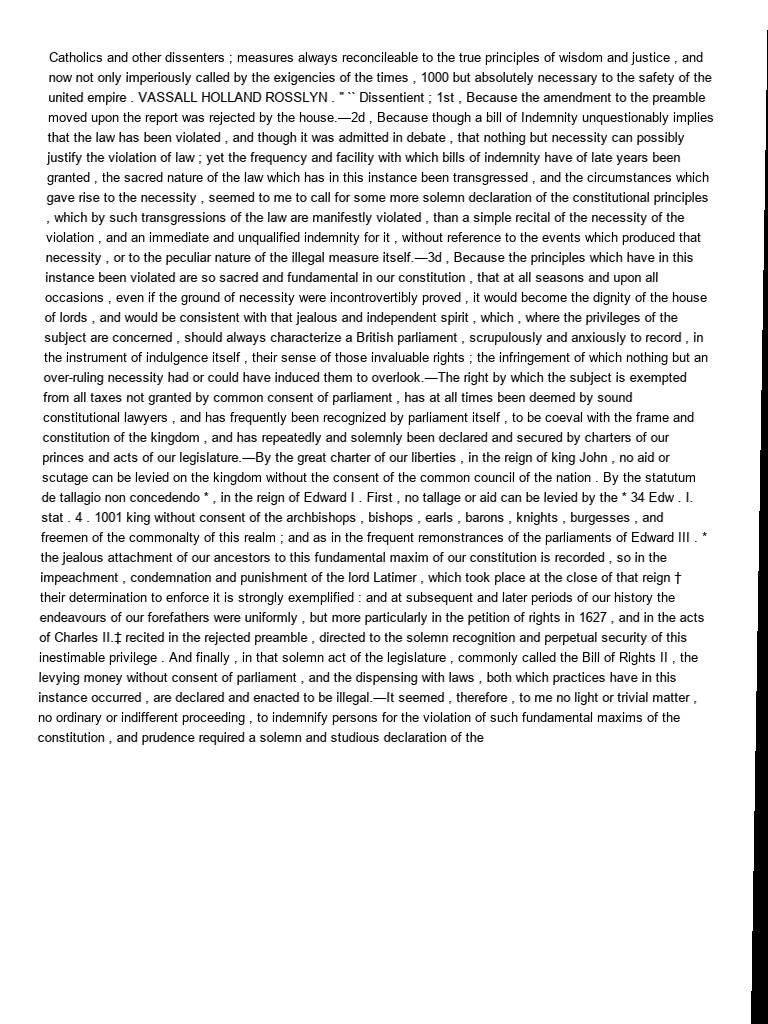 Catholics and other dissenters ; measures always reconcileable to the true principles of wisdom and justice , and
now not only imperiously called by the exigencies of the times , 1000 but absolutely necessary to the safety of the
united empire . VASSALL HOLLAND ROSSLYN . " `` Dissentient ; 1st , Because the amendment to the preamble
moved upon the report was rejected by the house.—2d , Because though a bill of Indemnity unquestionably implies
that the law has been violated , and though it was admitted in debate , that nothing but necessity can possibly
justify the violation of law ; yet the frequency and facility with which bills of indemnity have of late years been
granted , the sacred nature of the law which has in this instance been transgressed , and the circumstances which
gave rise to the necessity , seemed to me to call for some more solemn declaration of the constitutional principles
, which by such transgressions of the law are manifestly violated , than a simple recital of the necessity of the
violation , and an immediate and unqualified indemnity for it , without reference to the events which produced that
necessity , or to the peculiar nature of the illegal measure itself.—3d , Because the principles which have in this
instance been violated are so sacred and fundamental in our constitution , that at all seasons and upon all
occasions , even if the ground of necessity were incontrovertibly proved , it would become the dignity of the house
of lords , and would be consistent with that jealous and independent spirit , which , where the privileges of the
subject are concerned , should always characterize a British parliament , scrupulously and anxiously to record , in
the instrument of indulgence itself , their sense of those invaluable rights ; the infringement of which nothing but an
over-ruling necessity had or could have induced them to overlook.—The right by which the subject is exempted
from all taxes not granted by common consent of parliament , has at all times been deemed by sound
constitutional lawyers , and has frequently been recognized by parliament itself , to be coeval with the frame and
constitution of the kingdom , and has repeatedly and solemnly been declared and secured by charters of our
princes and acts of our legislature.—By the great charter of our liberties , in the reign of king John , no aid or
scutage can be levied on the kingdom without the consent of the common council of the nation . By the statutum
de tallagio non concedendo * , in the reign of Edward I . First , no tallage or aid can be levied by the * 34 Edw . I.
stat . 4 . 1001 king without consent of the archbishops , bishops , earls , barons , knights , burgesses , and
freemen of the commonalty of this realm ; and as in the frequent remonstrances of the parliaments of Edward III . *
the jealous attachment of our ancestors to this fundamental maxim of our constitution is recorded , so in the
impeachment , condemnation and punishment of the lord Latimer , which took place at the close of that reign †
their determination to enforce it is strongly exemplified : and at subsequent and later periods of our history the
endeavours of our forefathers were uniformly , but more particularly in the petition of rights in 1627 , and in the acts
of Charles II.‡ recited in the rejected preamble , directed to the solemn recognition and perpetual security of this
inestimable privilege . And finally , in that solemn act of the legislature , commonly called the Bill of Rights II , the
levying money without consent of parliament , and the dispensing with laws , both which practices have in this
instance occurred , are declared and enacted to be illegal.—It seemed , therefore , to me no light or trivial matter ,
no ordinary or indifferent proceeding , to indemnify persons for the violation of such fundamental maxims of the
constitution , and prudence required a solemn and studious declaration of the